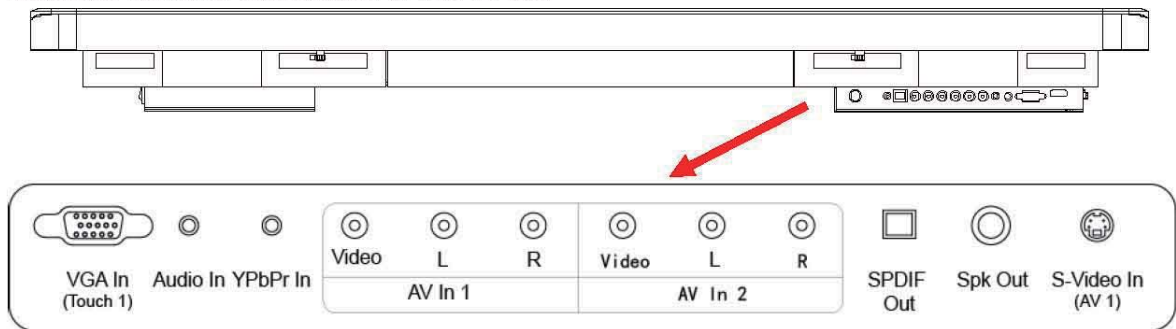 VGA In
(Touch 1)
Audio In
YPbPr In
Video
L
R
AV In 1
Video
L
R
AV In 2
SPDIF
Out
Spk Out
S-Video In
(AV 1)